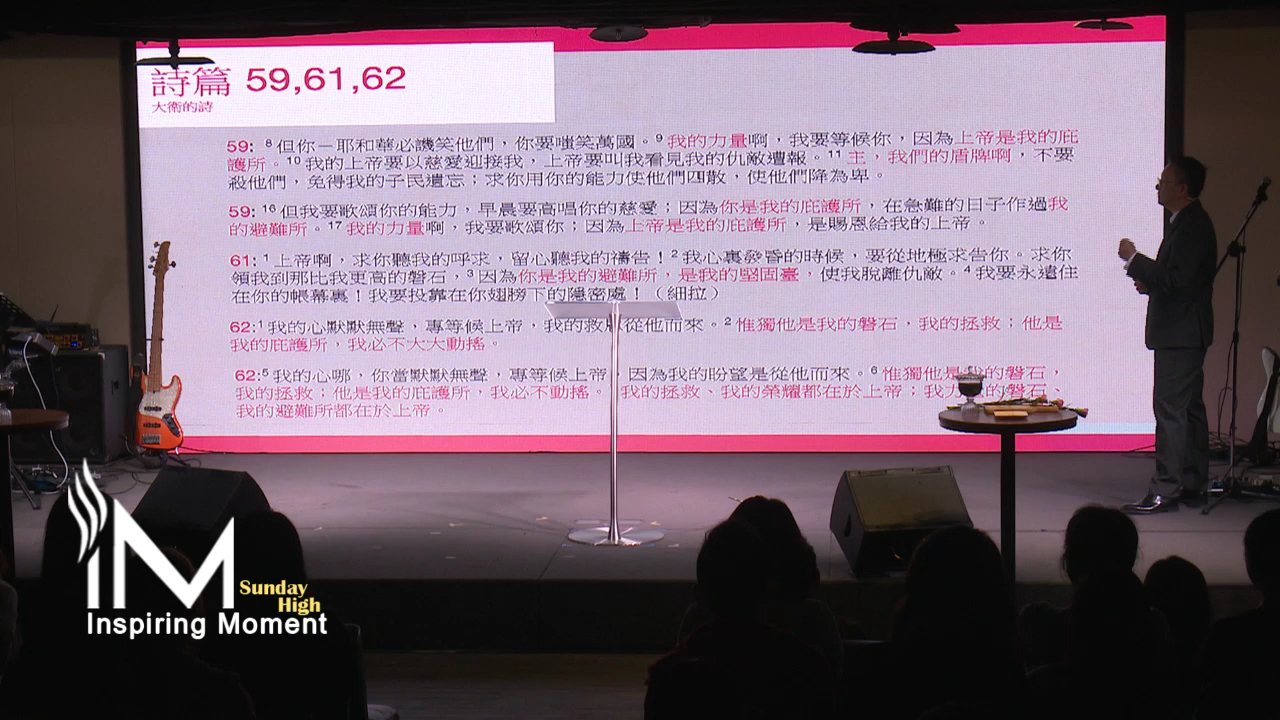 詩篇 59,61,62
大衛的詩
59: 8 但你－耶和華必譏笑他們，你要嗤笑萬國。9 我的力量啊，我要等候你，因為上帝是我的庇
護所。10 我的上帝要以慈愛迎接我，上帝要叫我看見我的仇敵遭報。11 主，我們的盾牌啊，不要
殺他們，免得我的子民遺忘；求你用你的能力使他們四散，使他們降為卑。
59: 16 但我要歌頌你的能力，早晨要高唱你的慈愛；因為你是我的庇護所，在急難的日子作過我
的避難所。17 我的力量啊，我要歌頌你；因為上帝是我的庇護所，是賜恩給我的上帝。
61: 1 上帝啊，求你聽我的呼求，留心聽我的禱告！2 我心裏發昏的時候，要從地極求告你。求你
領我到那比我更高的磐石，3 因為你是我的避難所，是我的堅固臺，使我脫離仇敵。4 我要永遠住
在你的帳幕裏！我要投靠在你翅膀下的隱密處！（細拉）
62:1 我的心默默無聲，專等候上帝，我的救恩從他而來。2 惟獨他是我的磐石，我的拯救；他是
我的庇護所，我必不大大動搖。
62:5 我的心哪，你當默默無聲，專等候上帝，因為我的盼望是從他而來。6 惟獨他是我的磐石，
我的拯救；他是我的庇護所，我必不動搖。 我的拯救、我的榮耀都在於上帝；我力的磐石、
我的避難所都在於上帝。
iM
Sunday
High
Inspiring Moment